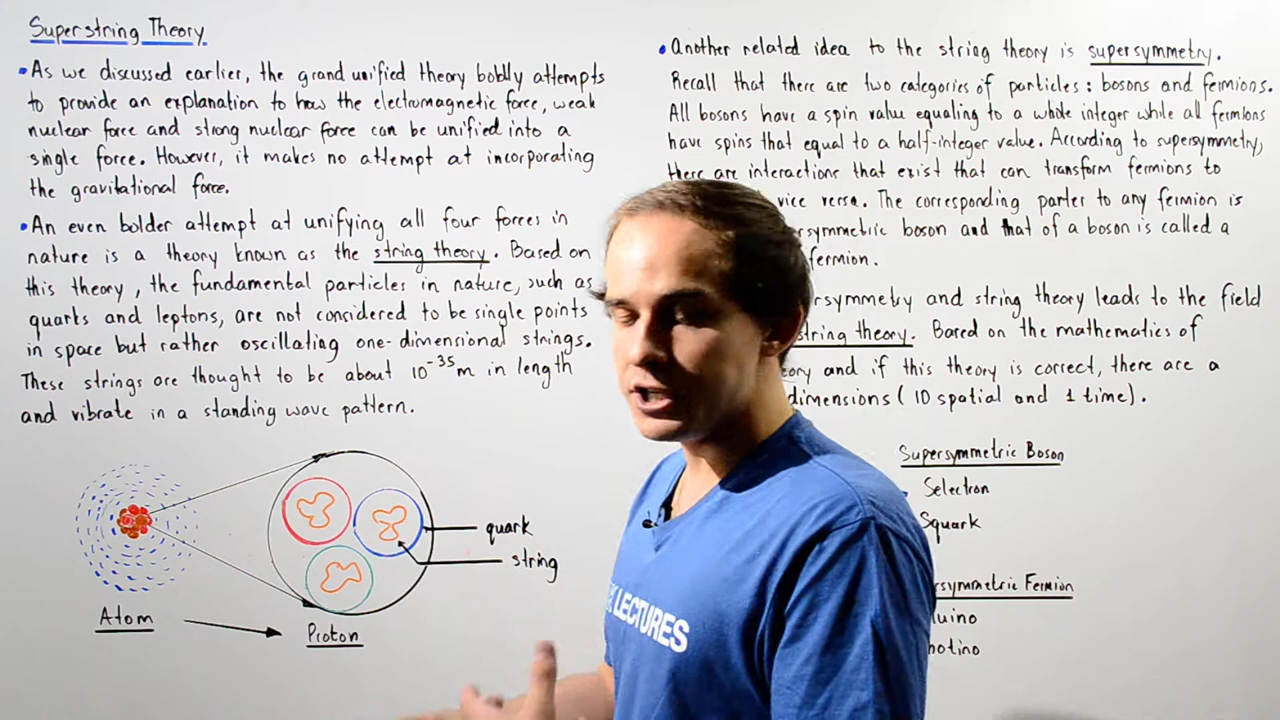 Superstring Theory
• As we discussed earlier, the grand unified theory boldly attempts
to provide an explanation to how the electromagnetic force, weak
nuclear force and strong nuclear force can be unified into a
single force. However, it makes no attempt at incorporating
the gravitational force.
• An even bolder attempt at unifying all four forces in
nature is a theory known as the string theory. Based on
this theory, the fundamental particles in nature, such as
quarks and leptons, are not considered to be single points
in space but rather oscillating one-dimensional strings.
These strings are thought to be about 10⁻³⁵m in length
and vibrate in a standing wave pattern.
quark
string
Atom
Proton
• Another related idea to the string theory is supersymmetry.
Recall that there are two categories of particles: bosons and fermions.
All bosons have a spin value equaling to a whole integer while all fermions
have spins that equal to a half-integer value. According to supersymmetry,
there are interactions that exist that can transform fermions to
vice versa. The corresponding parter to any fermion is
rsymmetric boson and that of a boson is called a
fermion.
rsymmetry and string theory leads to the field
string theory. Based on the mathematics of
eory and if this theory is correct, there are a
dimensions (10 spatial and 1 time).
Supersymmetric Boson
Selectron
Squark
rsymmetric Fermion
luino
hotino
LECTURES